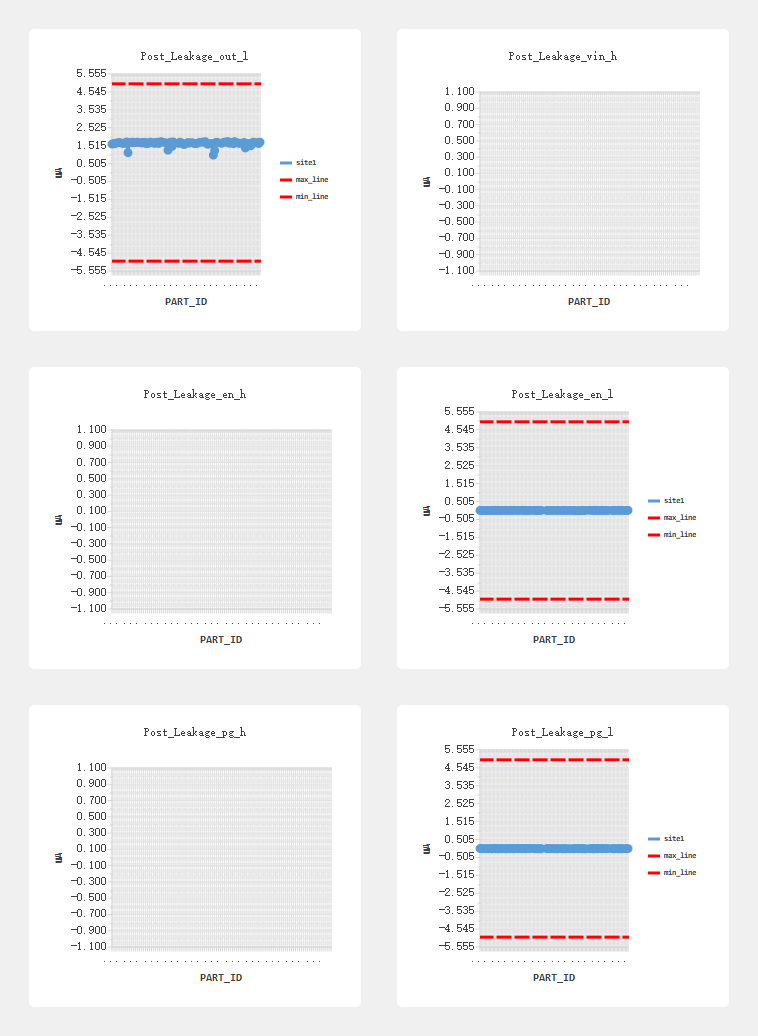 Post_Leakage_out_l
5.555
4.545
3.535
2.525
1.515
0.505
-0.505
-1.515
-2.525
-3.535
-4.545
-5.555
UA
site1
max_line
min_line
PART_ID
Post_Leakage_vin_h
1.100
0.900
0.700
0.500
0.300
0.100
-0.100
-0.300
-0.500
-0.700
-0.900
-1.100
UA
PART_ID
Post_Leakage_en_h
1.100
0.900
0.700
0.500
0.300
0.100
-0.100
-0.300
-0.500
-0.700
-0.900
-1.100
UA
PART_ID
Post_Leakage_en_l
5.555
4.545
3.535
2.525
1.515
0.505
-0.505
-1.515
-2.525
-3.535
-4.545
-5.555
UA
site1
max_line
min_line
PART_ID
Post_Leakage_pg_h
1.100
0.900
0.700
0.500
0.300
0.100
-0.100
-0.300
-0.500
-0.700
-0.900
-1.100
UA
PART_ID
Post_Leakage_pg_l
5.555
4.545
3.535
2.525
1.515
0.505
-0.505
-1.515
-2.525
-3.535
-4.545
-5.555
UA
site1
max_line
min_line
PART_ID